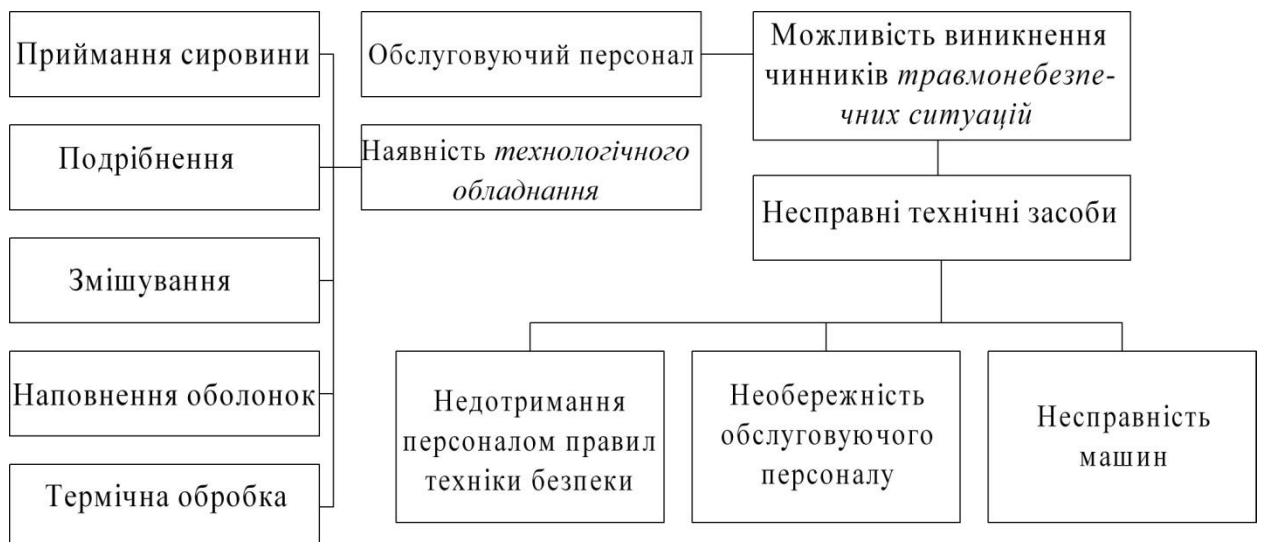 Приймання сировини
Подрібнення
Змішування
Наповнення оболонок
Термічна обробка
Обслуговуючий персонал
Наявність технологічного
обладнання
Можливість виникнення
чинників травмонебезпе-
чних ситуацій
Несправні технічні засоби
Недотримання
персоналом правил
техніки безпеки
Необережність
обслуговуючого
персоналу
Несправність
машин